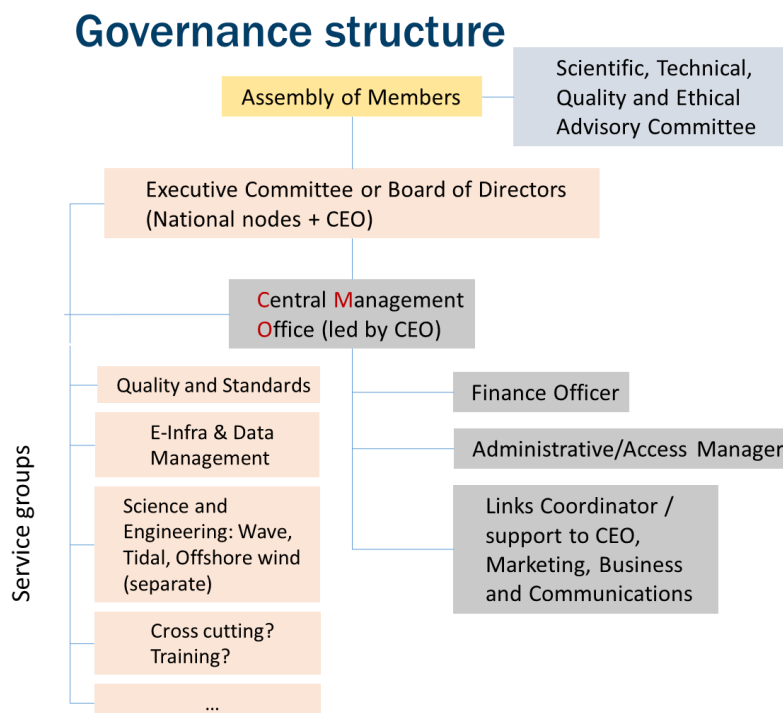 Governance structure
Assembly of Members
Scientific, Technical,
Quality and Ethical
Advisory Committee
Executive Committee or Board of Directors
(National nodes + CEO)
Central Management
Office (led by CEO)
Service groups
Quality and Standards
E-Infra & Data
Management
Science and
Engineering: Wave,
Tidal, Offshore wind
(separate)
Cross cutting?
Training?
...
Finance Officer
Administrative/Access Manager
Links Coordinator /
support to CEO,
Marketing, Business
and Communications